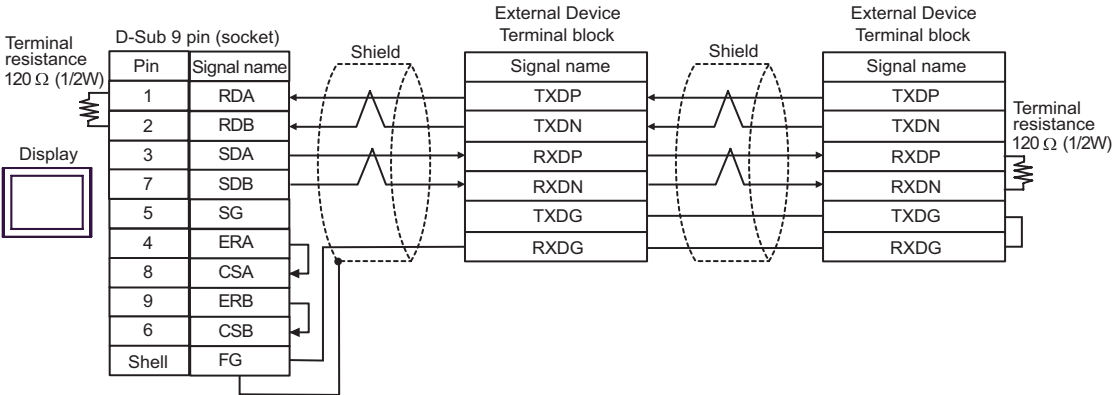 External Device
Terminal block
External Device
Terminal block
Terminal
resistance
120 Ω (1/2W)
D-Sub 9 pin (socket)
Shield
Shield
Pin Signal name
Signal name
Signal name
1 RDA
TXDP
TXDP
2 RDB
TXDN
TXDN
3 SDA
RXDP
RXDP
7 SDB
RXDN
RXDN
5 SG
TXDG
TXDG
4 ERA
RXDG
RXDG
8 CSA
9 ERB
6 CSB
Shell FG
Display
Terminal
resistance
120 Ω (1/2W)